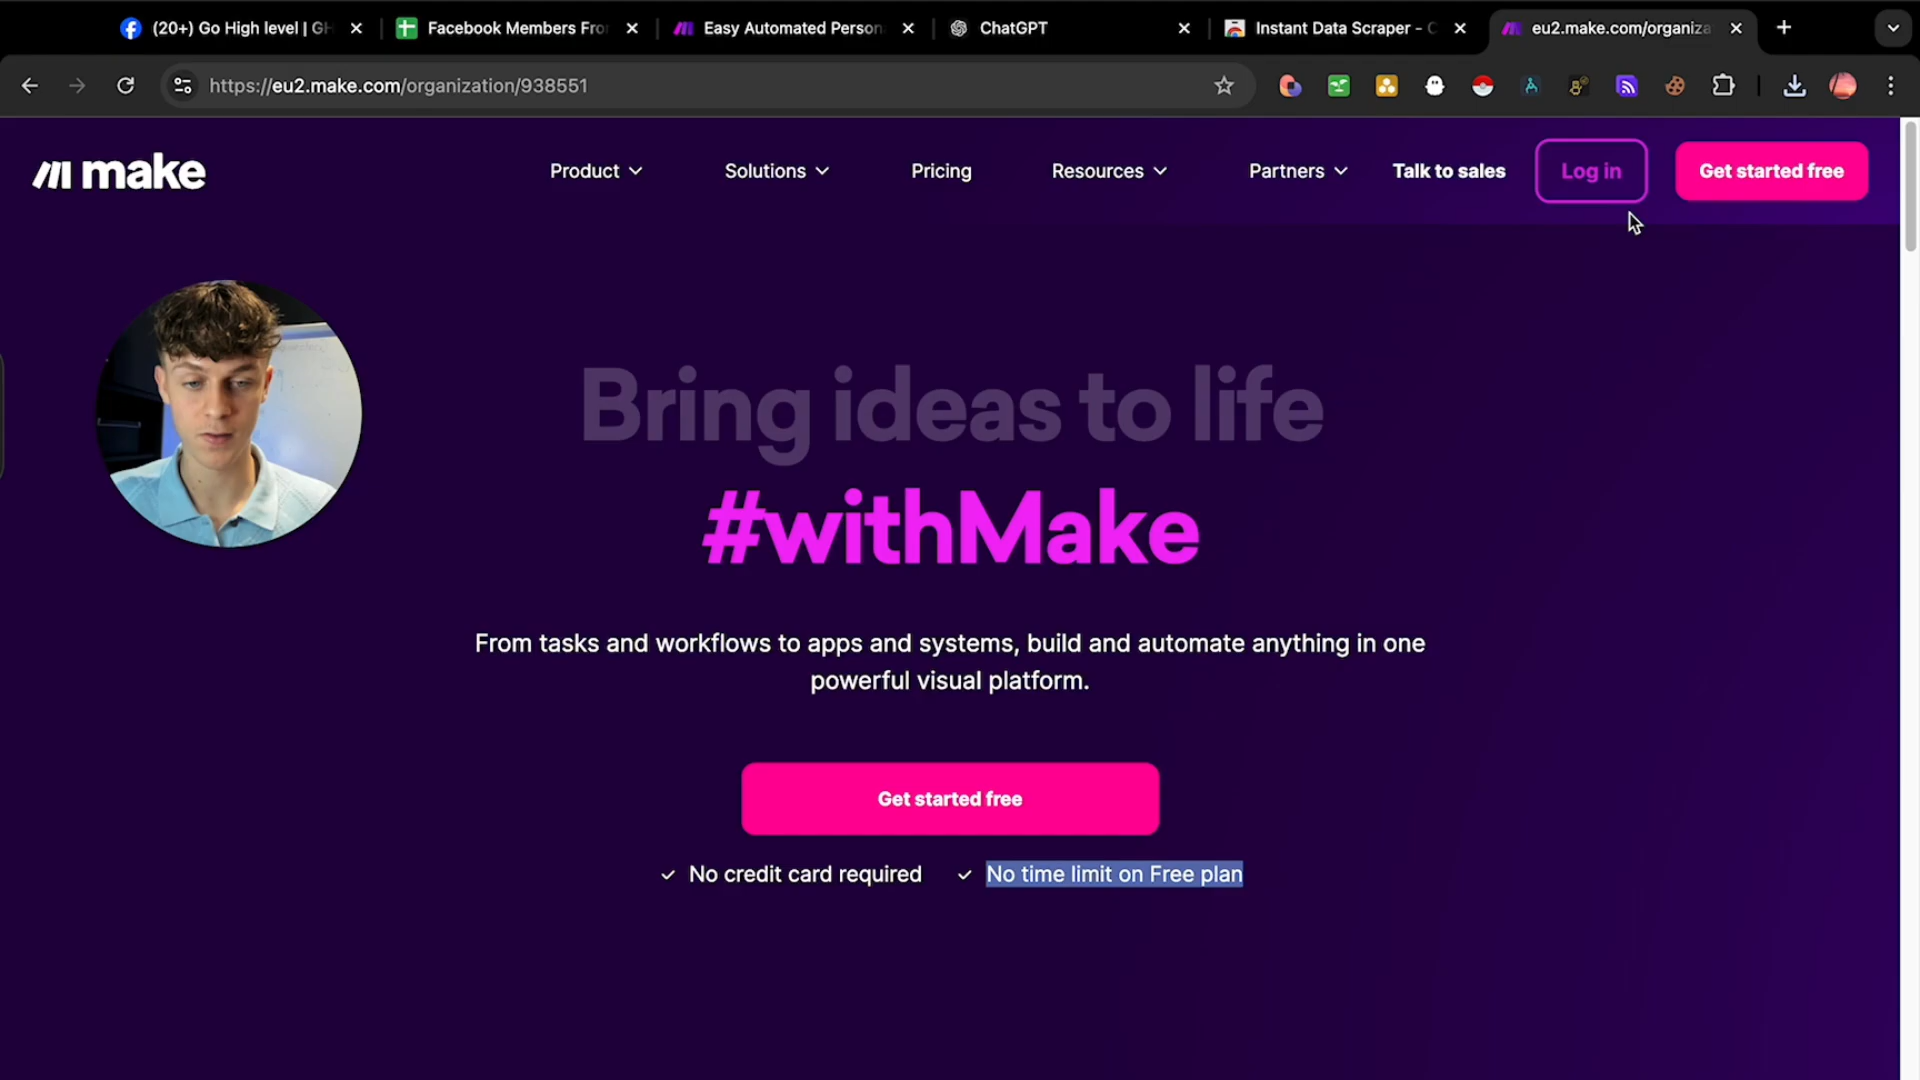 (20+) Go High level | GH
Facebook Members Fro
Easy Automated Person
ChatGPT
Instant Data Scraper - C
eu2.make.com/organiza
https://eu2.make.com/organization/938551
make
Product
Solutions
Pricing
Resources
Partners
Talk to sales
Log in
Get started free
Bring ideas to life
#withMake
From tasks and workflows to apps and systems, build and automate anything in one
powerful visual platform.
Get started free
No credit card required
No time limit on Free plan